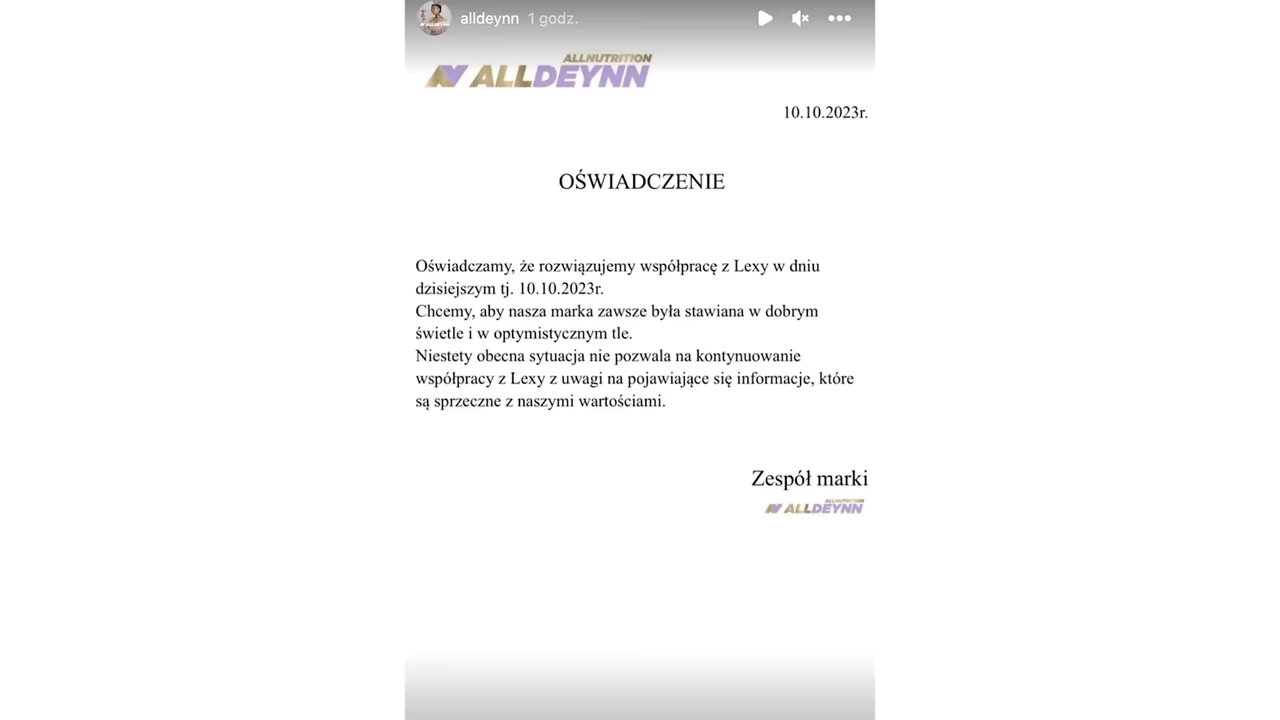 alldeynn 1 godz.
ALLNUTRITION
ALLDEYNN
10.10.2023r.
OŚWIADCZENIE
Oświadczamy, że rozwiązujemy współpracę z Lexy w dniu
dzisiejszym tj. 10.10.2023r.
Chcemy, aby nasza marka zawsze była stawiana w dobrym
świetle i w optymistycznym tle.
Niestety obecna sytuacja nie pozwala na kontynuowanie
współpracy z Lexy z uwagi na pojawiające się informacje, które
są sprzeczne z naszymi wartościami.
Zespół marki
ALLNUTRITION
ALLDEYNN